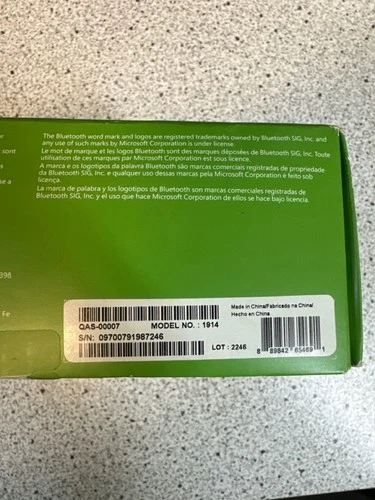 The Bluetooth word mark and logos are registered trademarks owned by Bluetooth SIG, Inc. and
any use of such marks by Microsoft Corporation is under license.
Le mot de marque et les logos Bluetooth sont des marques déposées de Bluetooth SIG, Inc. Toute
utilisation de ces marques par Microsoft Corporation est sous licence.
A marca e os logotipos da palavra Bluetooth são marcas comerciais registradas de propriedade
da Bluetooth SIG, Inc. e qualquer uso dessas marcas pela Microsoft Corporation é feito sob
licença.
La marca de palabra y los logotipos de Bluetooth son marcas comerciales registradas de
Bluetooth SIG, Inc. y el uso que hace Microsoft Corporation de ellos se hace bajo licencia.
sont
e a
398
Fe
QAS-00007 MODEL NO. : 1914
S/N: 09700791987246
Made in China/Fabricado na China/
Hecho en China
LOT : 2246
8 89842 65469 1